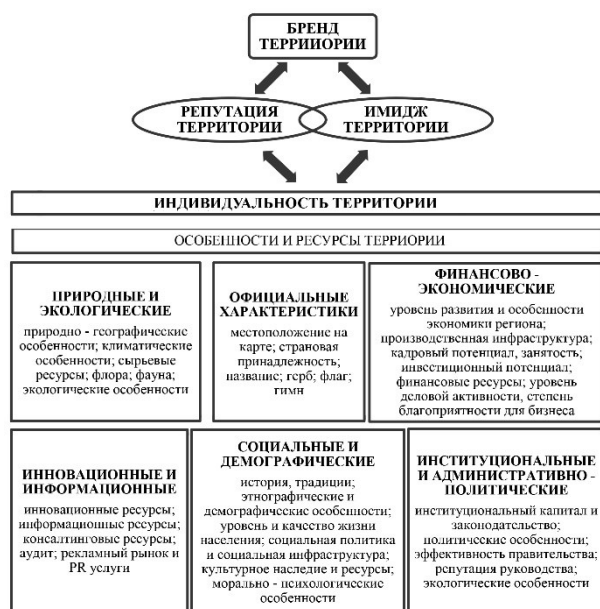 БРЕНД
ТЕРРИИОРИИ
РЕПУТАЦИЯ
ТЕРРИТОРИИ
ИМИДЖ
ТЕРРИТОРИИ
ИНДИВИДУАЛЬНОСТЬ ТЕРРИТОРИИ
ОСОБЕННОСТИ И РЕСУРСЫ ТЕРРИОРИИ
ПРИРОДНЫЕ И
ЭКОЛОГИЧЕСКИЕ
природно - географические
особенности; климатические
особенности; сырьевые
ресурсы; флора; фауна;
экологические особенности
ОФИЦИАЛЬНЫЕ
ХАРАКТЕРИСТИКИ
местоположение на
карте; страновая
принадлежность;
название; герб; флаг;
гимн
ФИНАНСОВО -
ЭКОНОМИЧЕСКИЕ
уровень развития и особенности
экономики региона;
производственная инфраструктура;
кадровый потенциал, занятость;
инвестиционный потенциал;
финансовые ресурсы; уровень
деловой активности, степень
благоприятности для бизнеса
ИННОВАЦИОННЫЕ И
ИНФОРМАЦИОННЫЕ
инновационные ресурсы;
информационные ресурсы;
консалтинговые ресурсы;
аудит; рекламный рынок и
PR услуги
СОЦИАЛЬНЫЕ И
ДЕМОГРАФИЧЕСКИЕ
история, традиции;
этнографические и
демографические особенности;
уровень и качество жизни
населения; социальная политика
и социальная инфраструктура;
культурное наследие и ресурсы;
морально - психологические
особенности
ИНСТИТУЦИОНАЛЬНЫЕ
И АДМИНИСТРАТИВНО -
ПОЛИТИЧЕСКИЕ
институциональный капитал и
законодательство;
политические особенности;
эффективность правительства;
репутация руководства;
экологические особенности